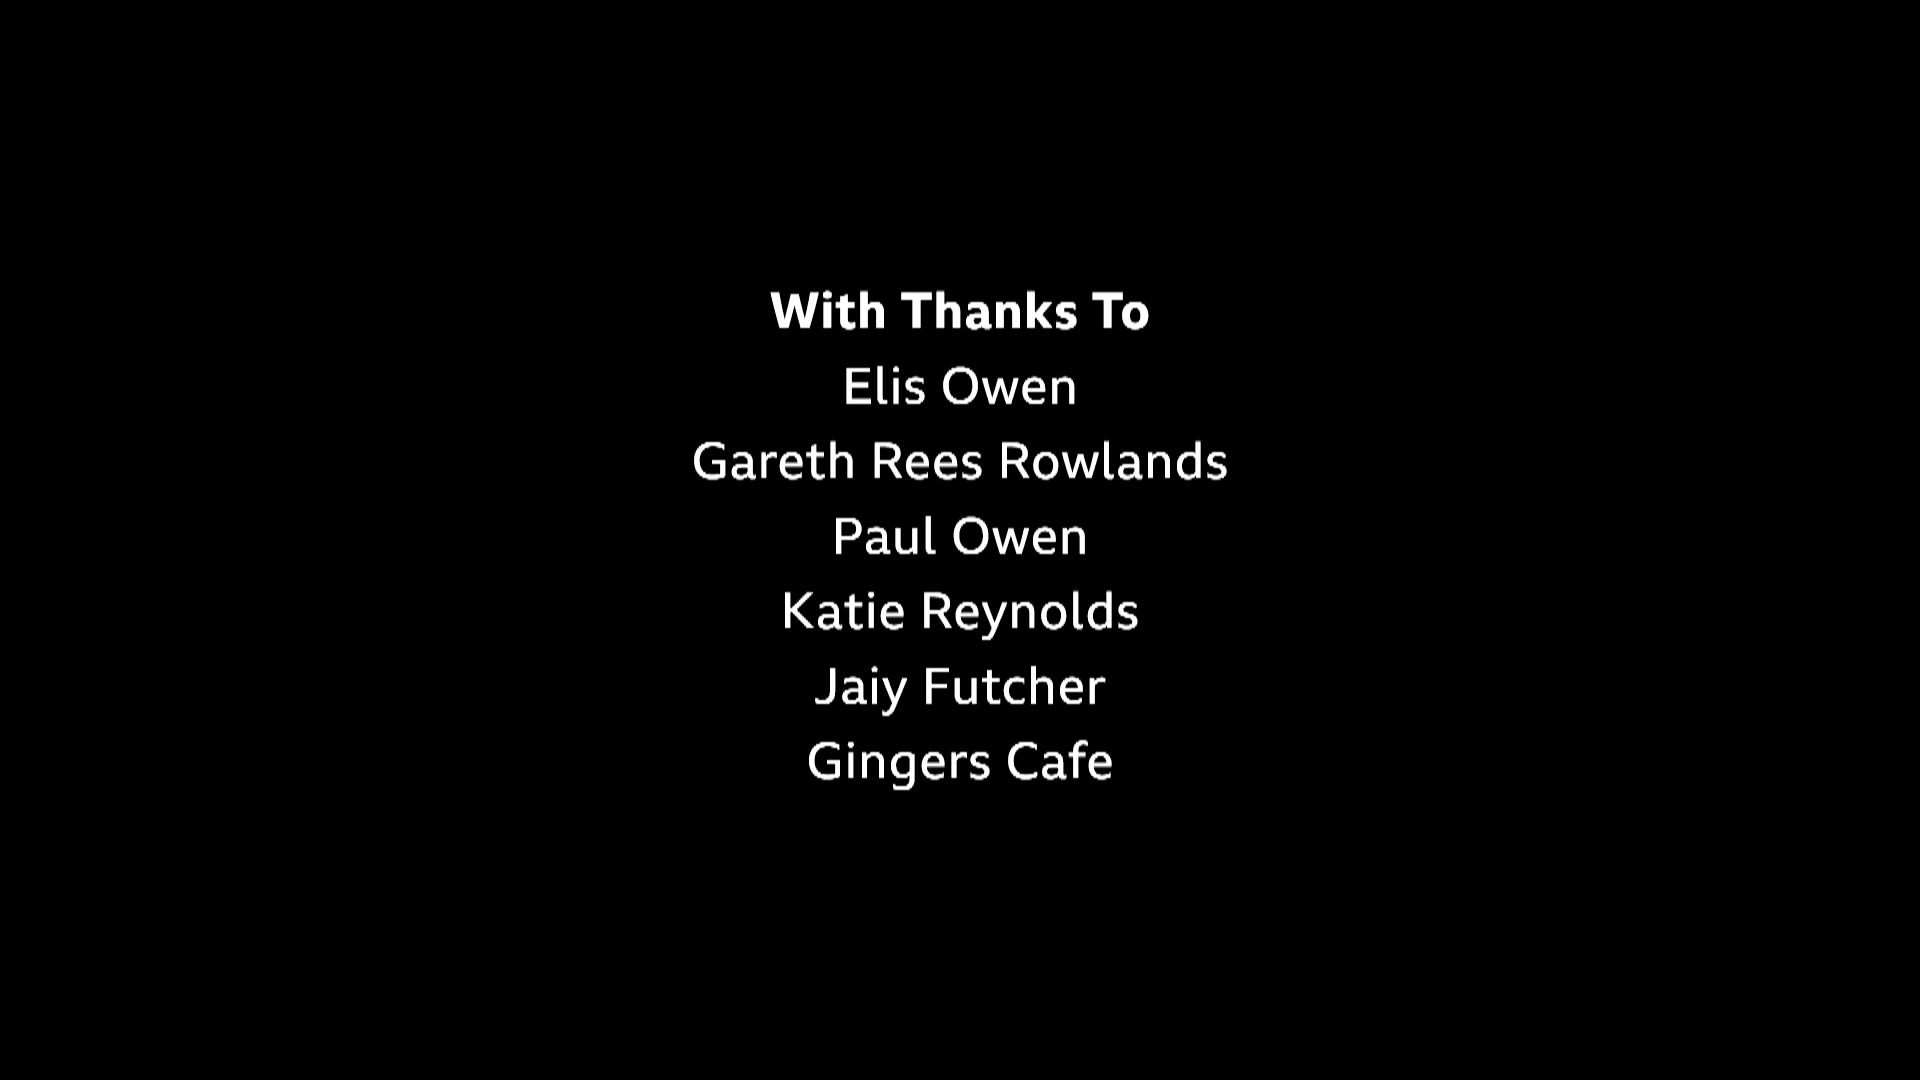 With Thanks To
Elis Owen
Gareth Rees Rowlands
Paul Owen
Katie Reynolds
Jaiy Futcher
Gingers Cafe